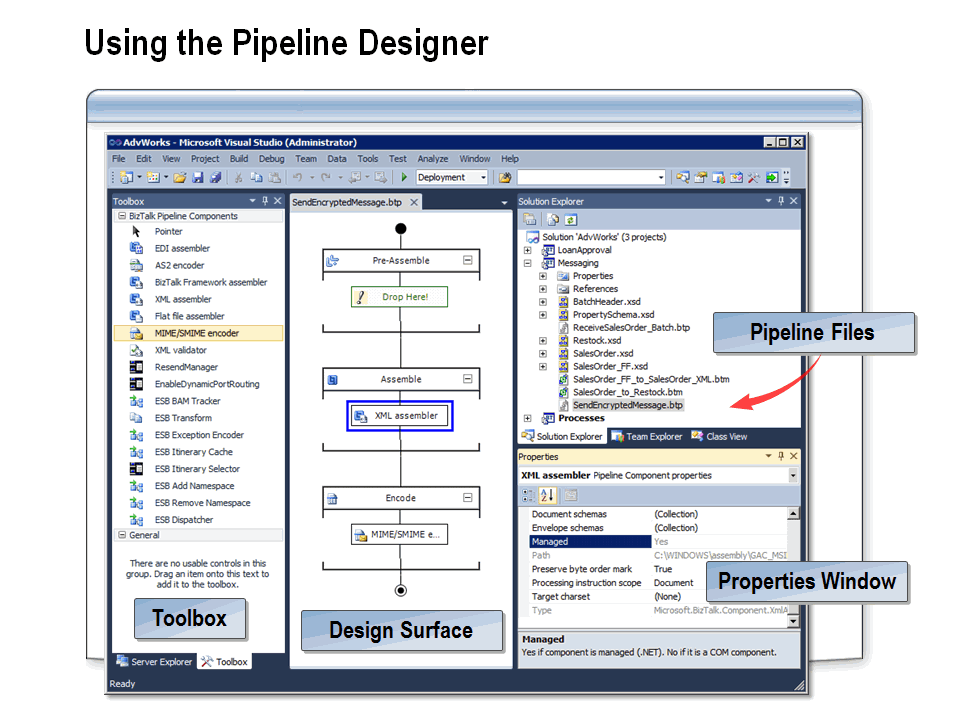 Using the Pipeline Designer
AdvWorks - Microsoft Visual Studio (Administrator)
File Edit View Project Build Debug Team Data Tools Test Analyze Window Help
Deployment
Toolbox
BizTalk Pipeline Components
Pointer
EDI assembler
AS2 encoder
BizTalk Framework assembler
XML assembler
Flat file assembler
MIME/SMIME encoder
XML validator
ResendManager
EnableDynamicPortRouting
ESB BAM Tracker
ESB Transform
ESB Exception Encoder
ESB Itinerary Cache
ESB Itinerary Selector
ESB Add Namespace
ESB Remove Namespace
ESB Dispatcher
General
There are no usable controls in this
group. Drag an item onto this text to
add it to the toolbox.
Toolbox
Server Explorer Toolbox
Ready
SendEncryptedMessage.btp
Pre-Assemble
Drop Here!
Assemble
XML assembler
Encode
MIME/SMIME e...
Design Surface
Solution Explorer
Solution 'AdvWorks' (3 projects)
LoanApproval
Messaging
Properties
References
BatchHeader.xsd
PropertySchema.xsd
ReceiveSalesOrder_Batch.btp
Restock.xsd
SalesOrder.xsd
SalesOrder_FF.xsd
SalesOrder_FF_to_SalesOrder_XML.btm
SalesOrder_to_Restock.btm
SendEncryptedMessage.btp
Processes
Pipeline Files
Solution Explorer Team Explorer Class View
Properties
XML assembler Pipeline Component properties
Document schemas (Collection)
Envelope schemas (Collection)
Managed Yes
Path C:\WINDOWS\assembly\GAC_MSI
Preserve byte order mark True
Processing instruction scope Document
Target charset (None)
Type Microsoft.BizTalk.Component.XmlA
Properties Window
Managed
Yes if component is managed (.NET). No if it is a COM component.